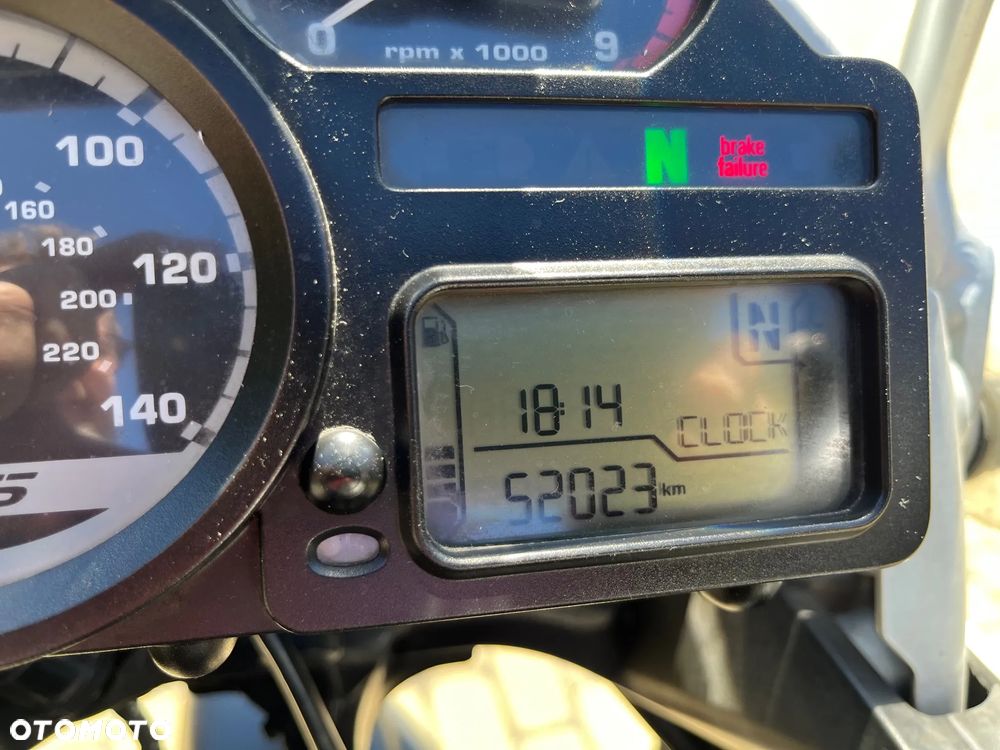 0 9
rpm x 1000
N brake
failure
100
160
180
120
200
220
140
N
18:14
CLOCK
52023 km
OTOMOTO